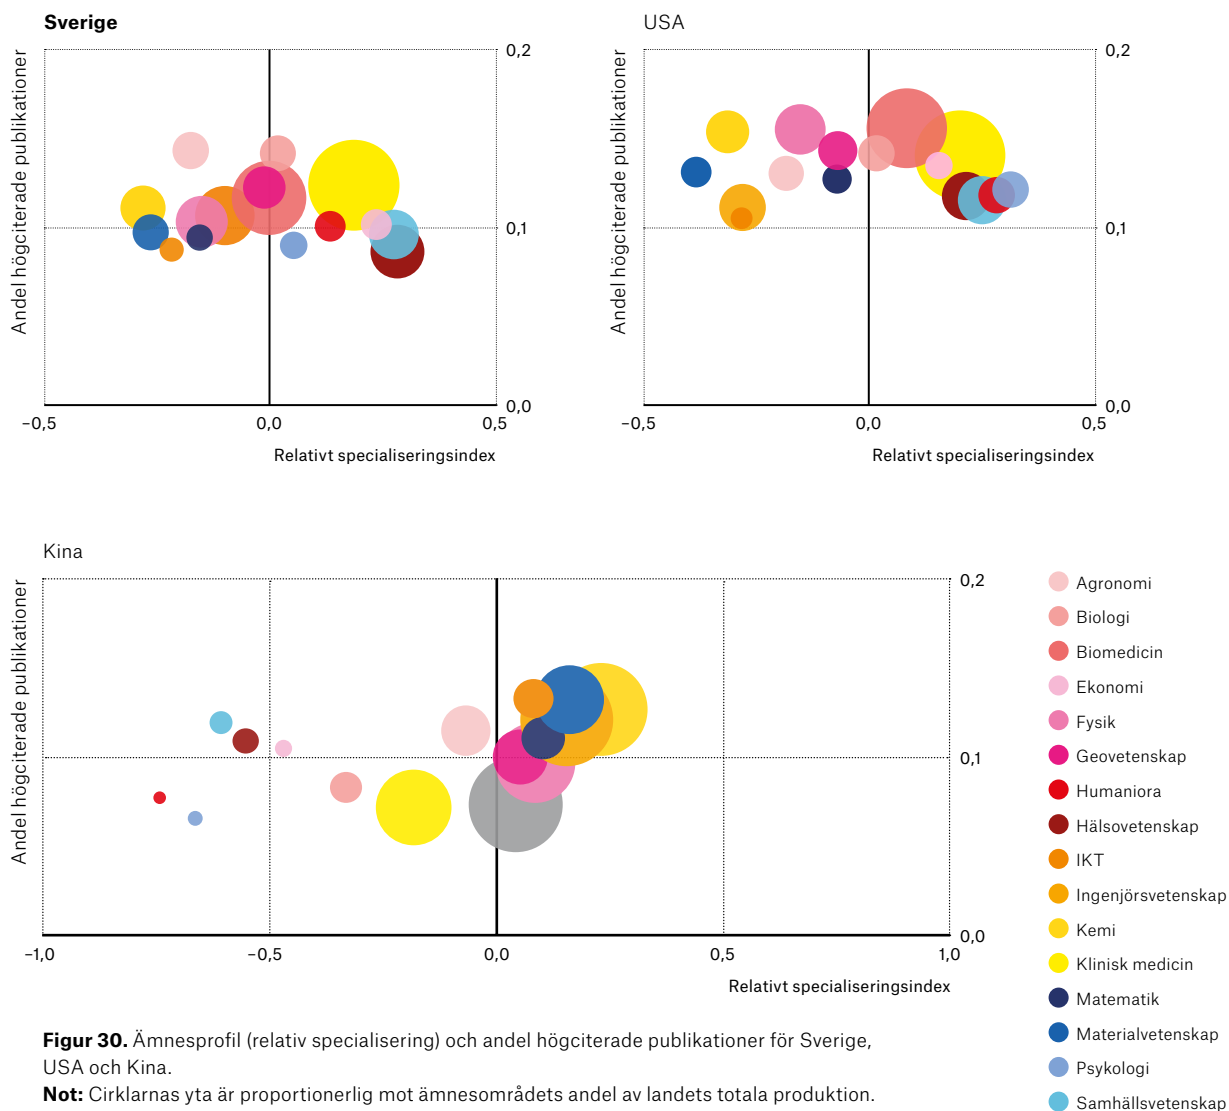 Sverige
Andel högciterade publikationer
0,2
0,1
0,0
−0,5
0,0
0,5
Relativt specialiseringsindex
USA
Andel högciterade publikationer
0,2
0,1
0,0
−0,5
0,0
0,5
Relativt specialiseringsindex
Kina
Andel högciterade publikationer
0,2
0,1
0,0
−1,0
−0,5
0,0
0,5
1,0
Relativt specialiseringsindex
Agronomi
Biologi
Biomedicin
Ekonomi
Fysik
Geovetenskap
Humaniora
Hälsovetenskap
IKT
Ingenjörsvetenskap
Kemi
Klinisk medicin
Matematik
Materialvetenskap
Psykologi
Samhällsvetenskap
Figur 30. Ämnesprofil (relativ specialisering) och andel högciterade publikationer för Sverige,
USA och Kina.
Not: Cirklarnas yta är proportionerlig mot ämnesområdets andel av landets totala produktion.